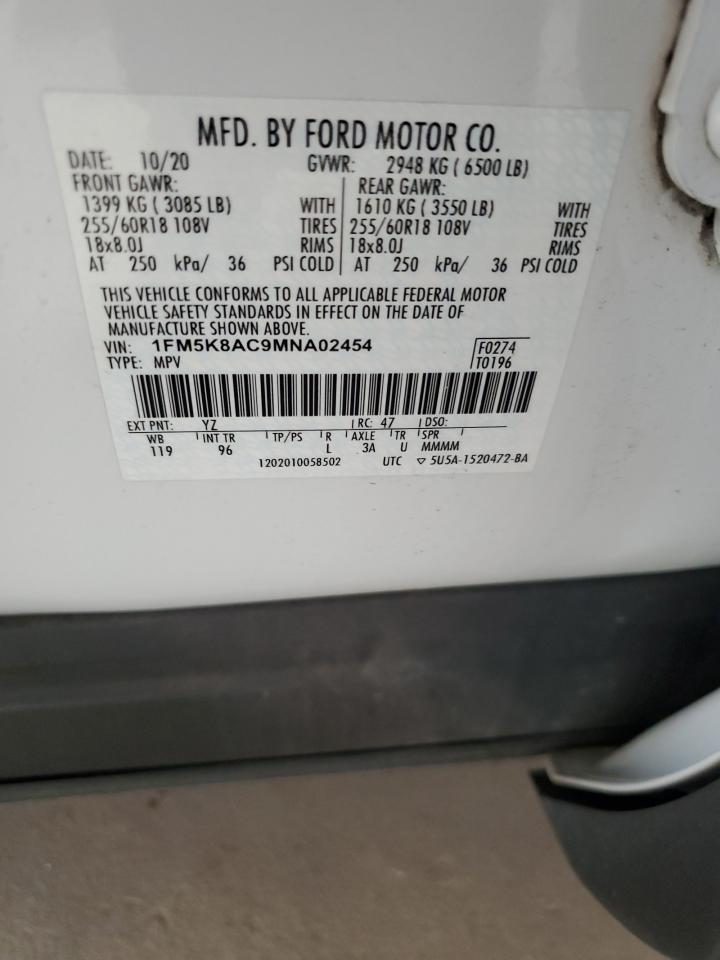 MFD. BY FORD MOTOR CO.
DATE: 10/20 GVWR: 2948 KG ( 6500 LB)
FRONT GAWR: REAR GAWR:
1399 KG ( 3085 LB) WITH 1610 KG ( 3550 LB) WITH
255/60R18 108V TIRES 255/60R18 108V TIRES
18x8.0J RIMS 18x8.0J RIMS
AT 250 kPa/ 36 PSI COLD AT 250 kPa/ 36 PSI COLD
THIS VEHICLE CONFORMS TO ALL APPLICABLE FEDERAL MOTOR
VEHICLE SAFETY STANDARDS IN EFFECT ON THE DATE OF
MANUFACTURE SHOWN ABOVE.
VIN: 1FM5K8AC9MNA02454 F0274
TYPE: MPV T0196
EXT PNT: YZ RC: 47 DSO:
WB INT TR TP/PS R AXLE TR SPR
119 96 L 3A U MMMM
1202010058502 UTC ▽ 5U5A-1520472-BA